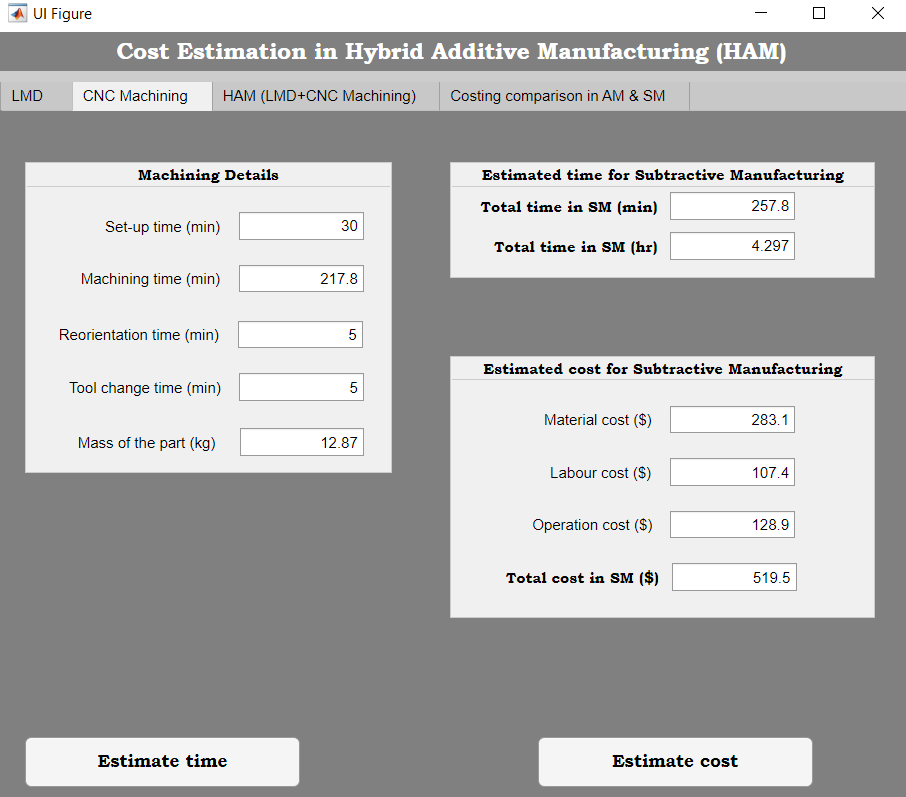 UI Figure
Cost Estimation in Hybrid Additive Manufacturing (HAM)
LMD CNC Machining HAM (LMD+CNC Machining) Costing comparison in AM & SM
Machining Details
Set-up time (min) 30
Machining time (min) 217.8
Reorientation time (min) 5
Tool change time (min) 5
Mass of the part (kg) 12.87
Estimated time for Subtractive Manufacturing
Total time in SM (min) 257.8
Total time in SM (hr) 4.297
Estimated cost for Subtractive Manufacturing
Material cost ($) 283.1
Labour cost ($) 107.4
Operation cost ($) 128.9
Total cost in SM ($) 519.5
Estimate time
Estimate cost